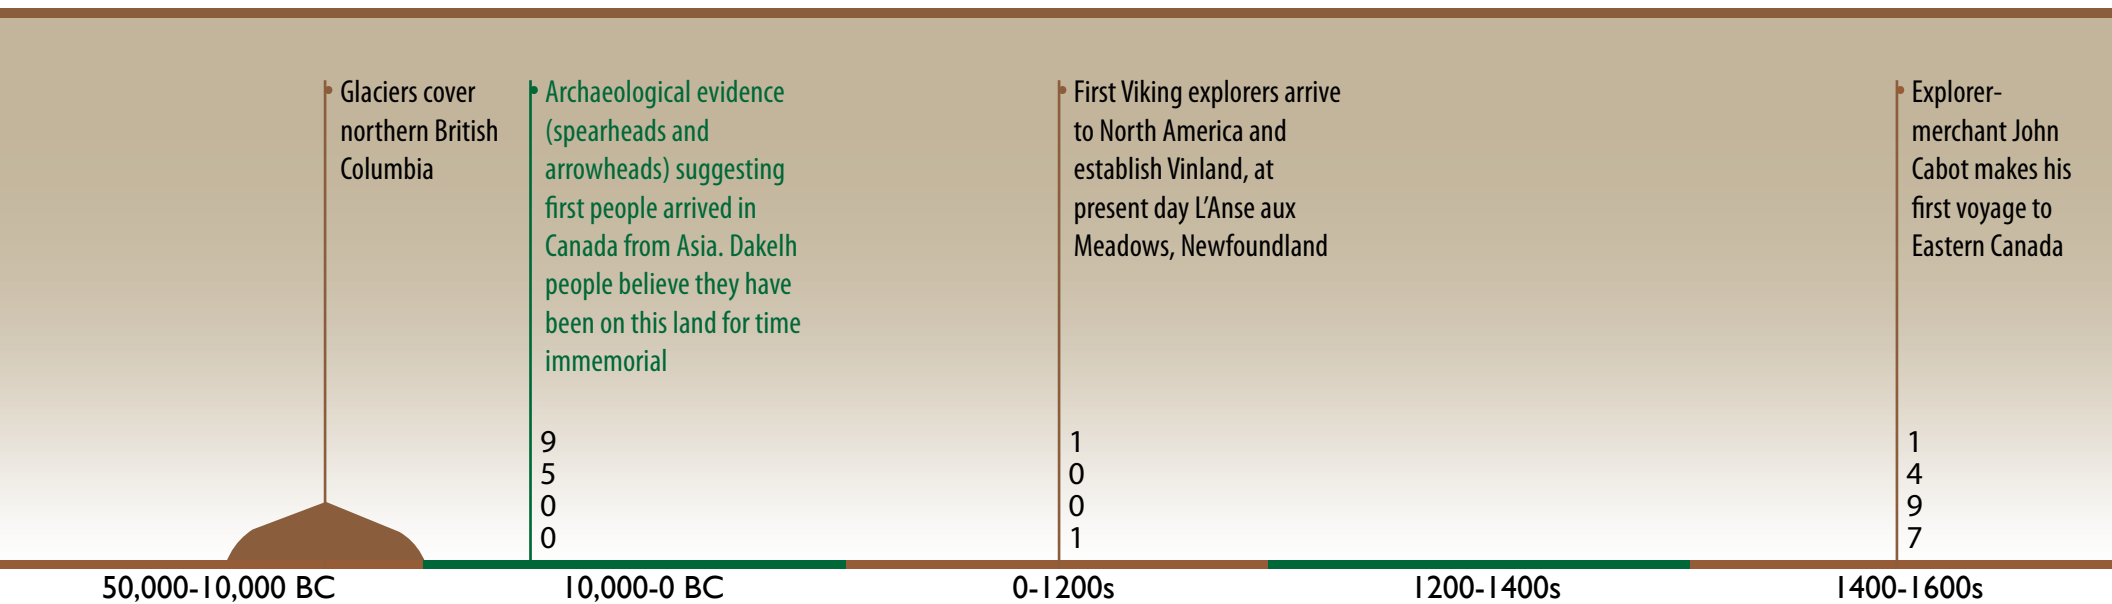 Glaciers cover
northern British
Columbia
Archaeological evidence
(spearheads and
arrowheads) suggesting
first people arrived in
Canada from Asia. Dakelh
people believe they have
been on this land for time
immemorial
First Viking explorers arrive
to North America and
establish Vinland, at
present day L'Anse aux
Meadows, Newfoundland
Explorer-
merchant John
Cabot makes his
first voyage to
Eastern Canada
9
5
0
0
1
0
0
1
1
4
9
7
50,000-10,000 BC
10,000-0 BC
0-1200s
1200-1400s
1400-1600s